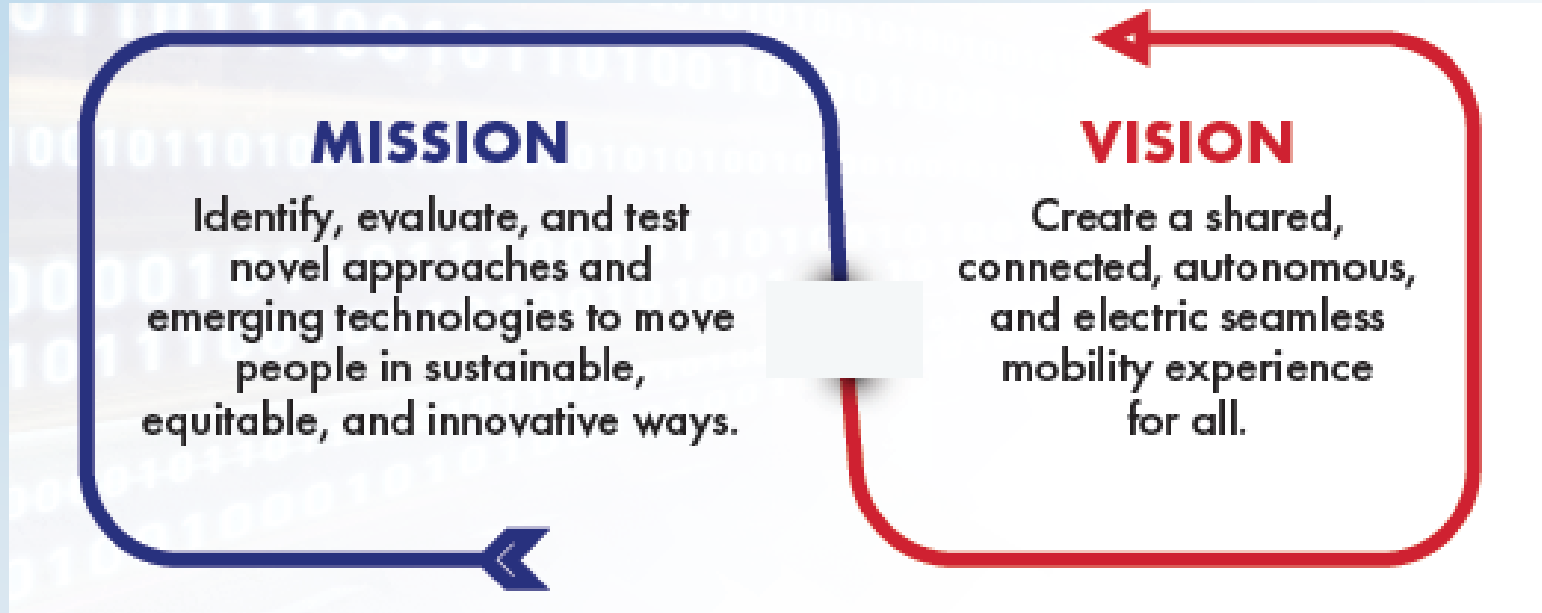 MISSION
Identify, evaluate, and test
novel approaches and
emerging technologies to move
people in sustainable,
equitable, and innovative ways.
VISION
Create a shared,
connected, autonomous,
and electric seamless
mobility experience
for all.